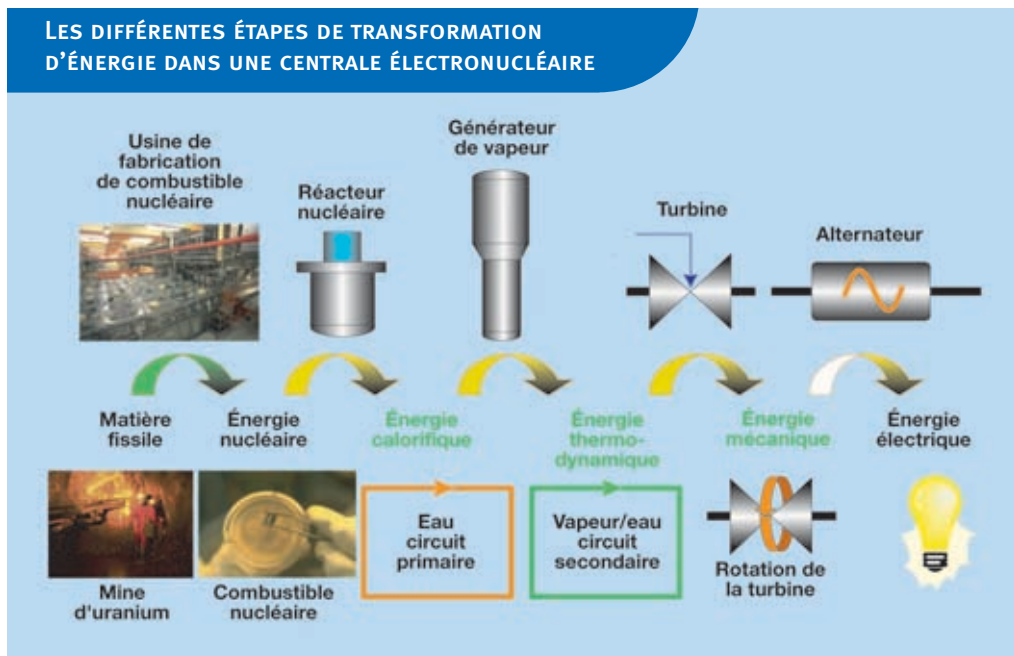 LES DIFFÉRENTES ÉTAPES DE TRANSFORMATION
D'ÉNERGIE DANS UNE CENTRALE ÉLECTRONUCLÉAIRE
Usine de
fabrication
de combustible
nucléaire
Réacteur
nucléaire
Générateur
de vapeur
Turbine
Alternateur
Matière
fissile
Énergie
nucléaire
Énergie
calorifique
Énergie
thermo-
dynamique
Énergie
mécanique
Énergie
électrique
Mine
d'uranium
Combustible
nucléaire
Eau
circuit
primaire
Vapeur/eau
circuit
secondaire
Rotation de
la turbine